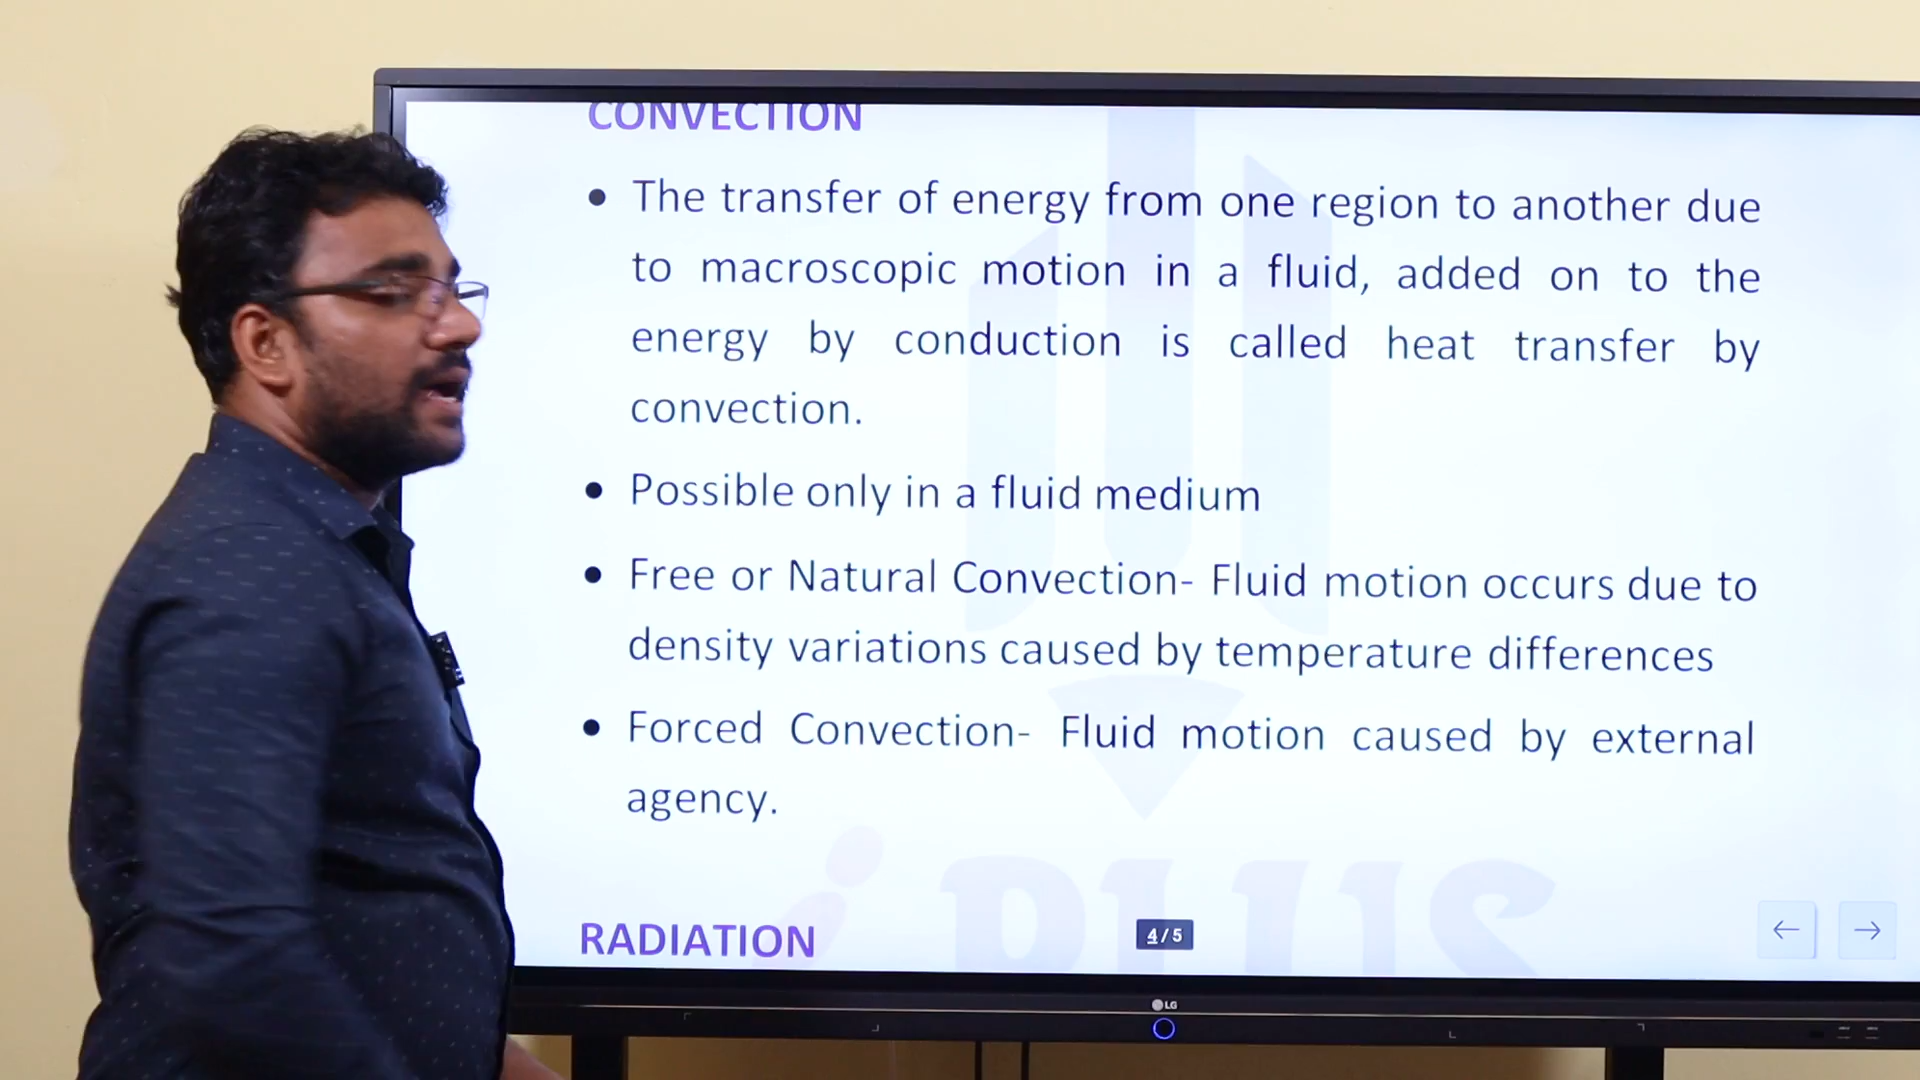 CONVECTION
• The transfer of energy from one region to another due
to macroscopic motion in a fluid, added on to the
energy by conduction is called heat transfer by
convection.
• Possible only in a fluid medium
• Free or Natural Convection- Fluid motion occurs due to
density variations caused by temperature differences
• Forced Convection- Fluid motion caused by external
agency.
i PLUS
RADIATION
4/5
LG